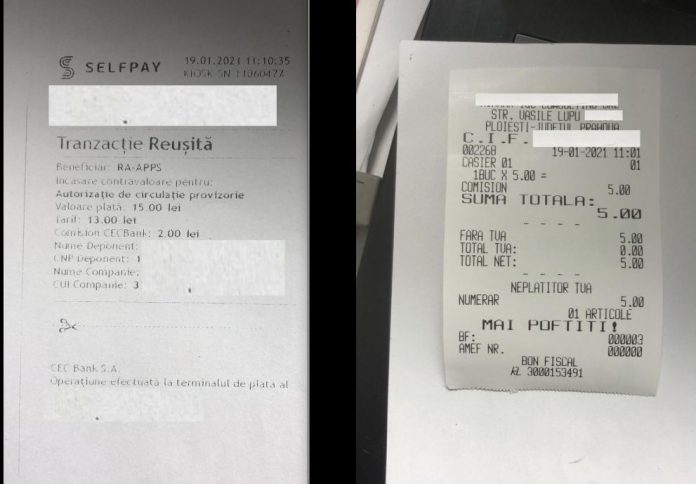 SELFPAY
19.01.2021 11:10:35
KIOSK SN 1106047X
Tranzacție Reușită
Beneficiar: RA-APPS
Incasare contravaloare pentru:
Autorizație de circulație provizorie
Valoare plată: 15.00 lei
Tarif: 13.00 lei
Comision CECBank: 2.00 lei
Nume Deponent:
CNP Deponent: 1
Nume Companie:
CUI Companie: 3
CEC Bank S.A.
Operațiune efectuată la terminalul de plata al
STR. VASILE LUPU
PLOIESTI-JUDETUL PRAHOVA
C.I.F.
002268 19-01-2021 11:01
CASIER 01 01
1BUC X 5.00 =
COMISION 5.00
SUMA TOTALA:
5.00
- - - -
FARA TVA 5.00
TOTAL TVA: 0.00
TOTAL NET: 5.00
- - - -
NEPLATITOR TVA
NUMERAR 5.00
01 ARTICOLE
MAI POFTITI!
BF: 000003
AMEF NR. 000000
BON FISCAL
3000153491